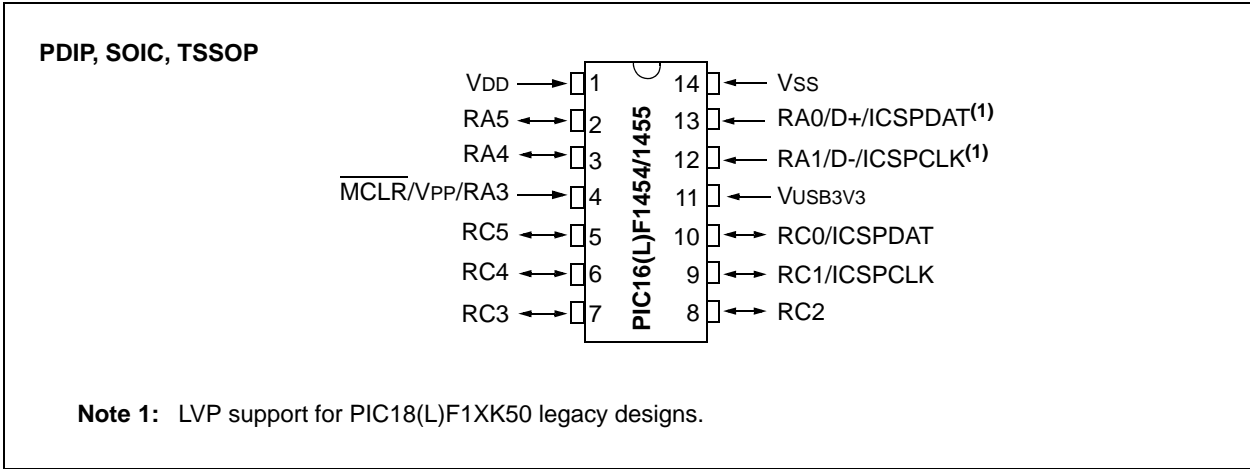 PDIP, SOIC, TSSOP
VDD 1 14 VSS
RA5 2 13 RA0/D+/ICSPDAT(1)
RA4 3 12 RA1/D-/ICSPCLK(1)
MCLR/VPP/RA3 4 11 VUSB3V3
RC5 5 10 RC0/ICSPDAT
RC4 6 9 RC1/ICSPCLK
RC3 7 8 RC2
PIC16(L)F1454/1455
Note 1: LVP support for PIC18(L)F1XK50 legacy designs.